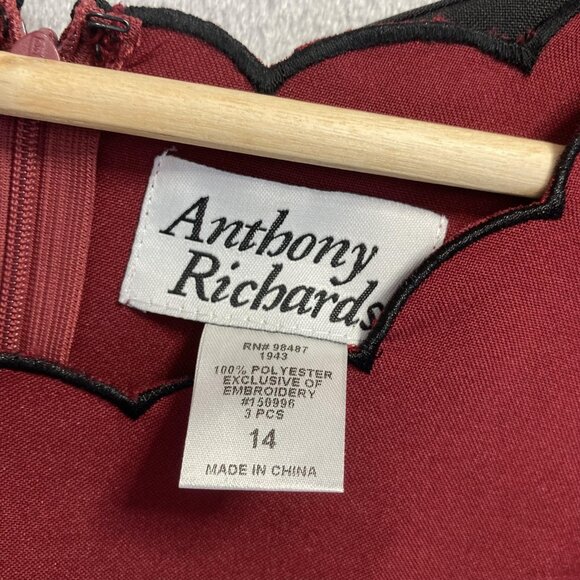 Anthony
Richards
RN# 98487
1943
100% POLYESTER
EXCLUSIVE OF
EMBROIDERY
#150996
3 PCS
14
MADE IN CHINA